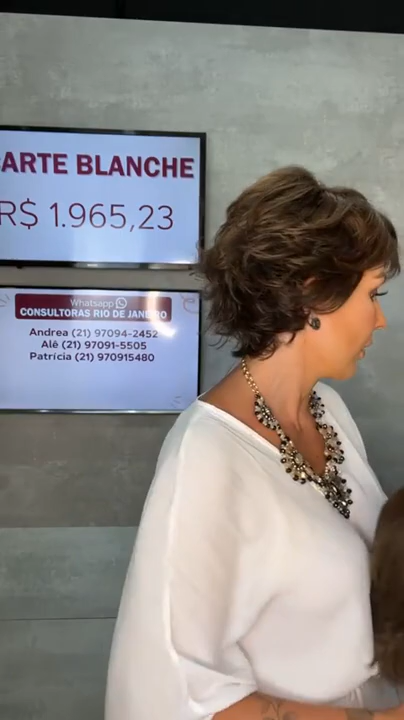 CARTE BLANCHE
R$ 1.965,23
Whatsapp
CONSULTORAS RIO DE JANEIRO
Andrea (21) 97094-2452
Alê (21) 97091-5505
Patrícia (21) 970915480